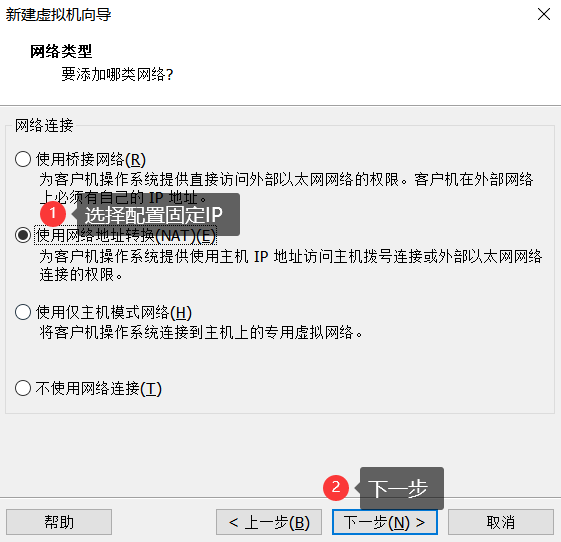 新建虚拟机向导
网络类型
要添加哪类网络?
网络连接
使用桥接网络(R)
为客户机操作系统提供直接访问外部以太网网络的权限。客户机在外部网络
上必须有自己的 IP 地址。
1 选择配置固定IP
使用网络地址转换(NAT)(E)
为客户机操作系统提供使用主机 IP 地址访问主机拨号连接或外部以太网网络
连接的权限。
使用仅主机模式网络(H)
将客户机操作系统连接到主机上的专用虚拟网络。
不使用网络连接(T)
2 下一步
帮助
< 上一步(B)
下一步(N) >
取消